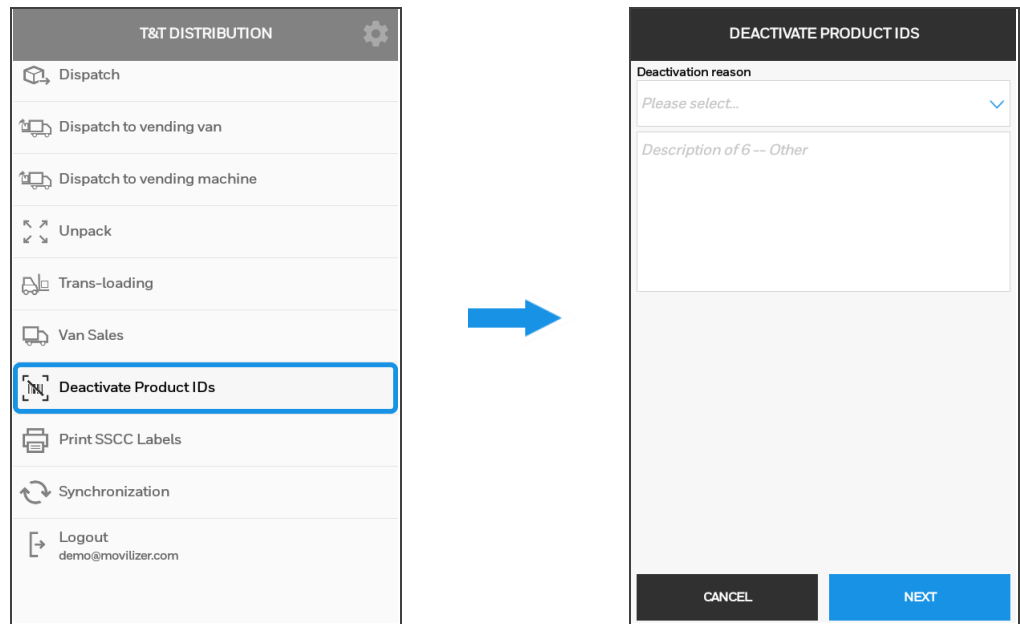 T&T DISTRIBUTION
Dispatch
Dispatch to vending van
Dispatch to vending machine
Unpack
Trans-loading
Van Sales
Deactivate Product IDs
Print SSCC Labels
Synchronization
Logout
demo@movilizer.com
DEACTIVATE PRODUCT IDS
Deactivation reason
Please select...
Description of 6 -- Other
CANCEL
NEXT